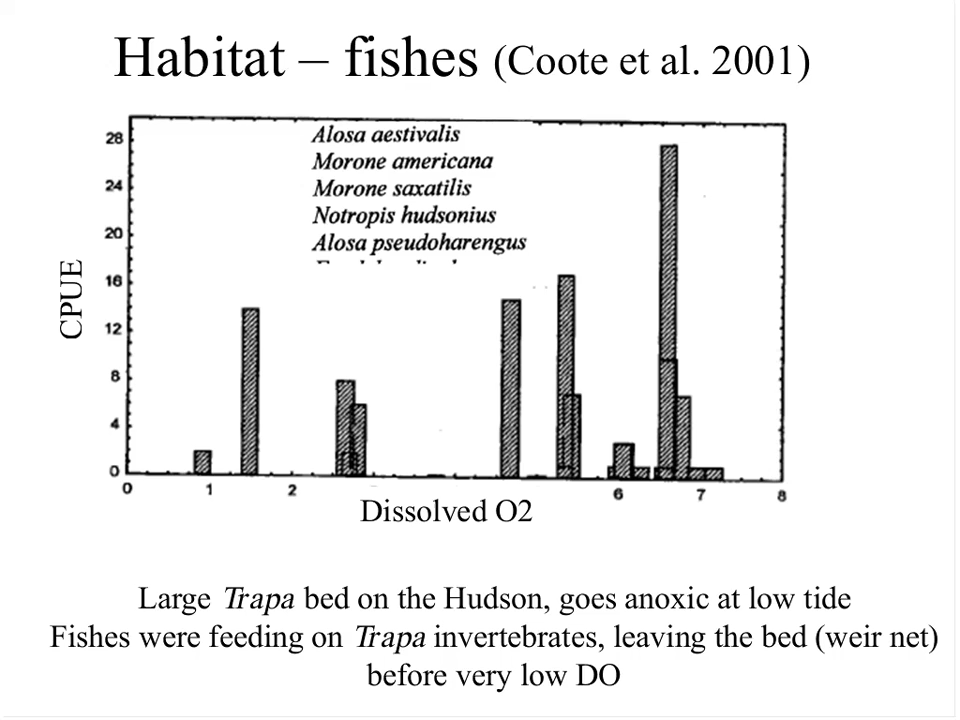 Habitat – fishes (Coote et al. 2001)
28
24
20
16
12
8
4
0
CPUE
Alosa aestivalis
Morone americana
Morone saxatilis
Notropis hudsonius
Alosa pseudoharengus
0 1 2 6 7 8
Dissolved O2
Large Trapa bed on the Hudson, goes anoxic at low tide
Fishes were feeding on Trapa invertebrates, leaving the bed (weir net)
before very low DO